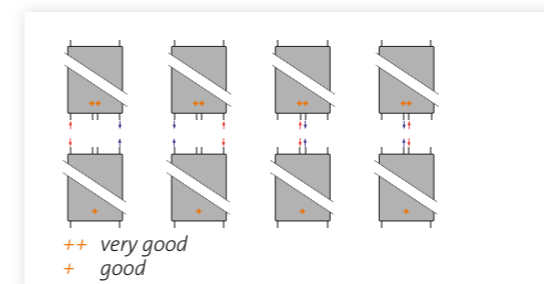 ++ ++ ++ ++
+ + + +
++ very good
+ good